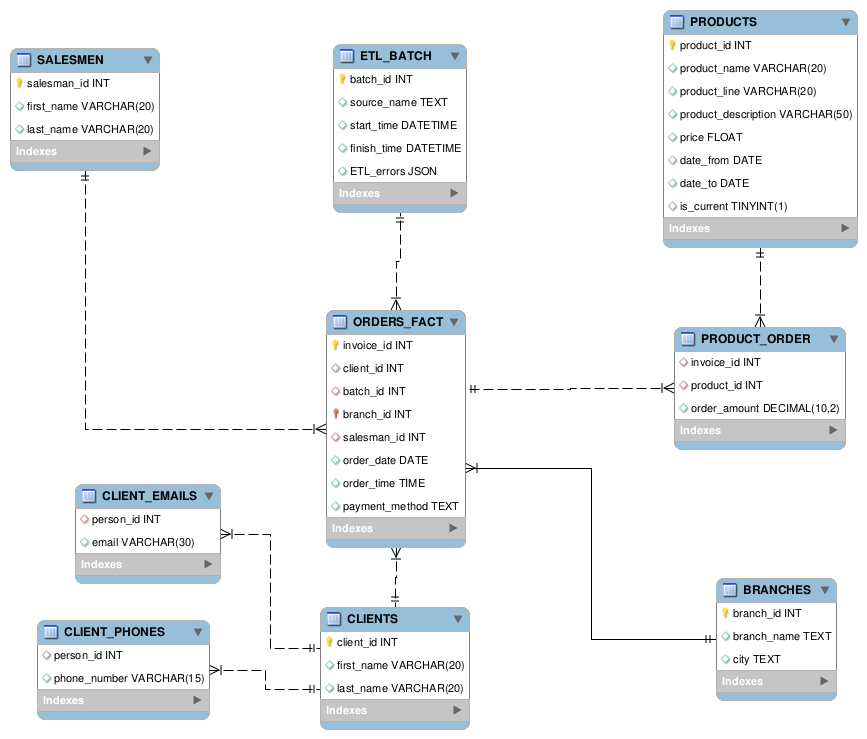 SALESMEN
salesman_id INT
first_name VARCHAR(20)
last_name VARCHAR(20)
Indexes
ETL_BATCH
batch_id INT
source_name TEXT
start_time DATETIME
finish_time DATETIME
ETL_errors JSON
Indexes
PRODUCTS
product_id INT
product_name VARCHAR(20)
product_line VARCHAR(20)
product_description VARCHAR(50)
price FLOAT
date_from DATE
date_to DATE
is_current TINYINT(1)
Indexes
ORDERS_FACT
invoice_id INT
client_id INT
batch_id INT
branch_id INT
salesman_id INT
order_date DATE
order_time TIME
payment_method TEXT
Indexes
PRODUCT_ORDER
invoice_id INT
product_id INT
order_amount DECIMAL(10,2)
Indexes
CLIENT_EMAILS
person_id INT
email VARCHAR(30)
Indexes
CLIENT_PHONES
person_id INT
phone_number VARCHAR(15)
Indexes
CLIENTS
client_id INT
first_name VARCHAR(20)
last_name VARCHAR(20)
Indexes
BRANCHES
branch_id INT
branch_name TEXT
city TEXT
Indexes